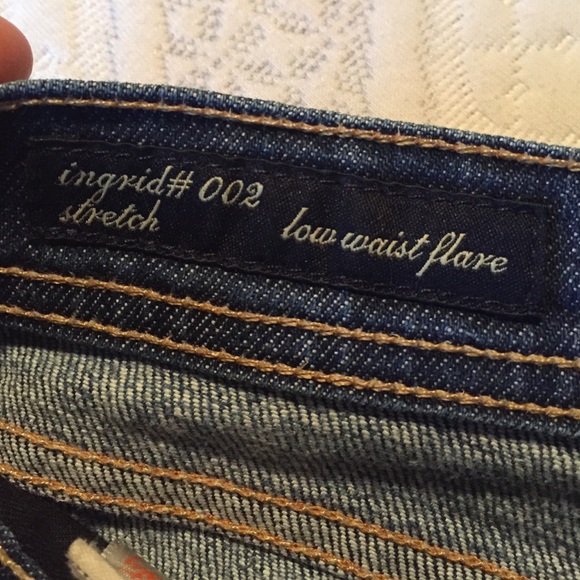 ingrid# 002
stretch low waist flare